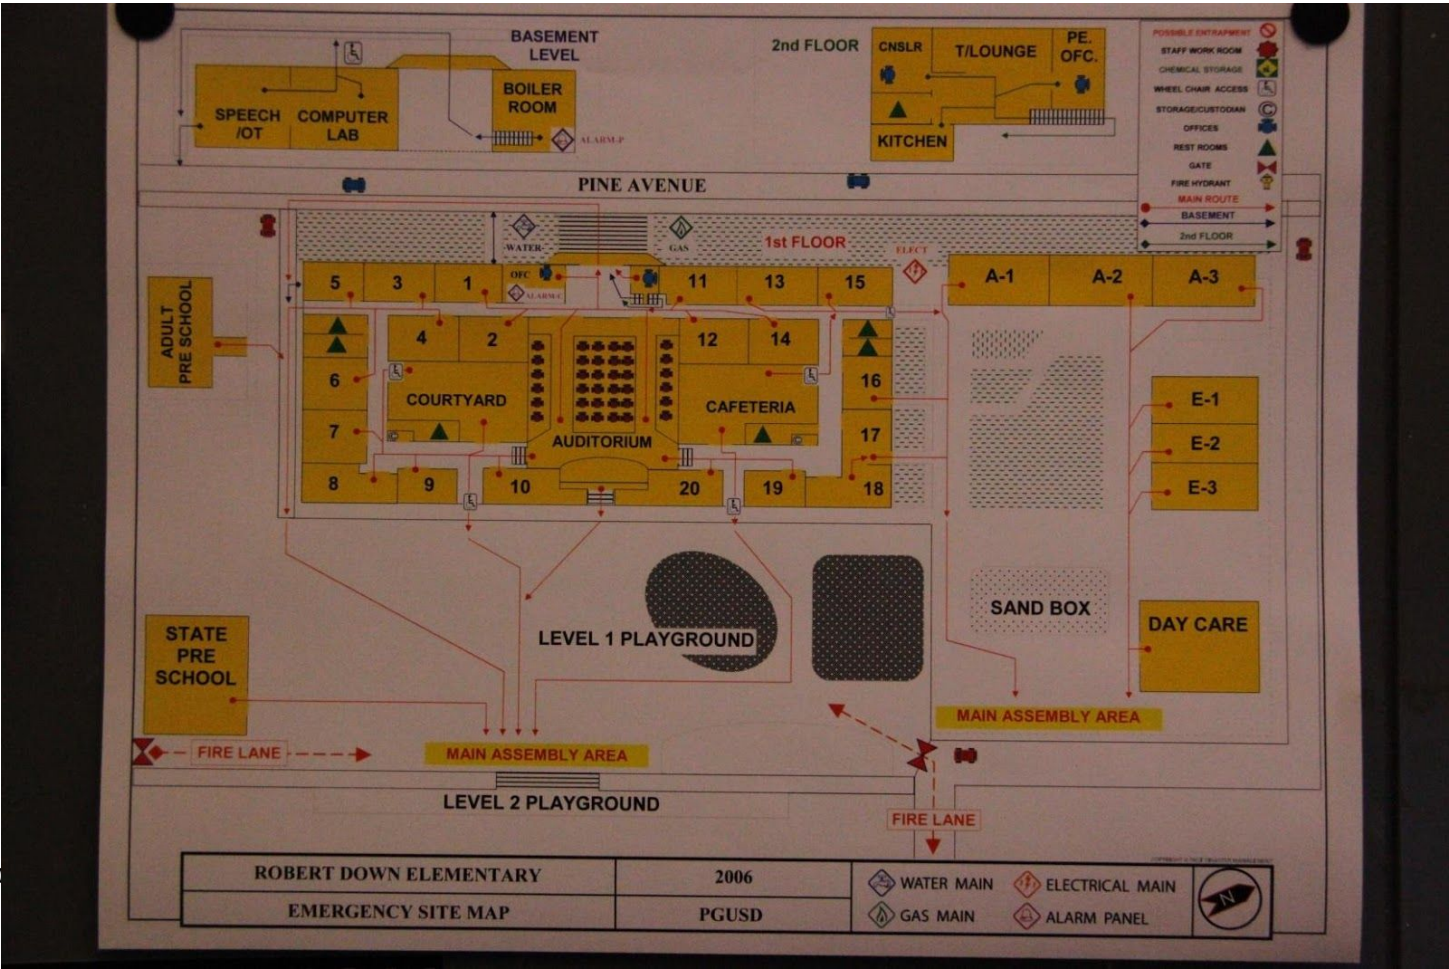 BASEMENT
LEVEL
SPEECH
/OT
COMPUTER
LAB
BOILER
ROOM
ALARM-P
2nd FLOOR
CNSLR
T/LOUNGE
PE.
OFC.
KITCHEN
POSSIBLE ENTRAPMENT
STAFF WORK ROOM
CHEMICAL STORAGE
WHEEL CHAIR ACCESS
STORAGE/CUSTODIAN
©
OFFICES
REST ROOMS
GATE
FIRE HYDRANT
MAIN ROUTE
BASEMENT
2nd FLOOR
PINE AVENUE
WATER
GAS
1st FLOOR
ELECT
5
3
1
OFC
ALARM-C
11
13
15
A-1
A-2
A-3
ADULT
PRE SCHOOL
4
2
12
14
6
COURTYARD
CAFETERIA
16
E-1
7
©
AUDITORIUM
©
17
E-2
8
9
10
20
19
18
E-3
STATE
PRE
SCHOOL
LEVEL 1 PLAYGROUND
SAND BOX
DAY CARE
MAIN ASSEMBLY AREA
FIRE LANE
MAIN ASSEMBLY AREA
LEVEL 2 PLAYGROUND
FIRE LANE
ROBERT DOWN ELEMENTARY
2006
EMERGENCY SITE MAP
PGUSD
WATER MAIN
ELECTRICAL MAIN
GAS MAIN
ALARM PANEL
N